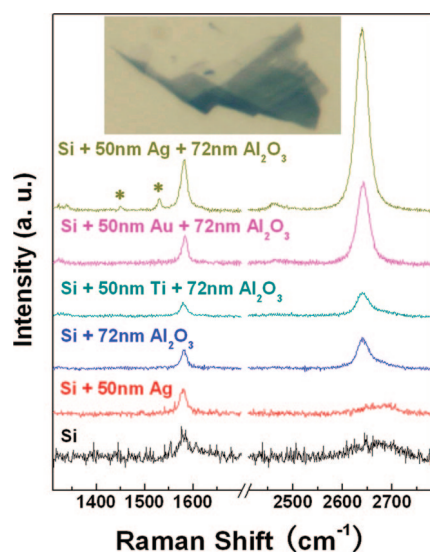 Intensity (a. u.)
Si + 50nm Ag + 72nm Al₂O₃
* *
Si + 50nm Au + 72nm Al₂O₃
Si + 50nm Ti + 72nm Al₂O₃
Si + 72nm Al₂O₃
Si + 50nm Ag
Si
1400 1500 1600 2500 2600 2700
Raman Shift (cm⁻¹)